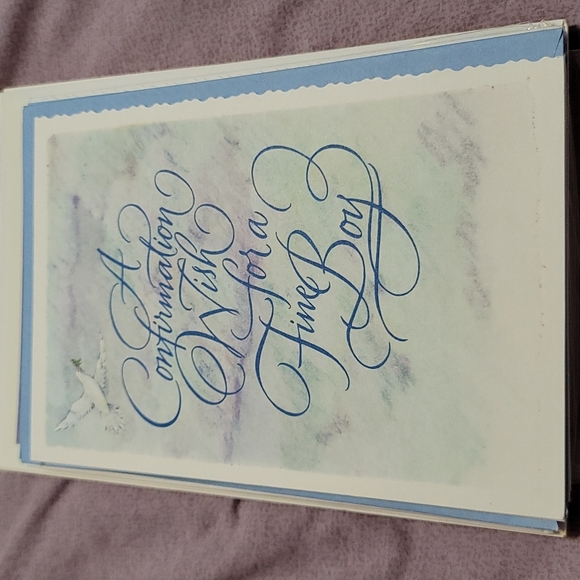 A
Confirmation
Wish
for a
Fine Boy